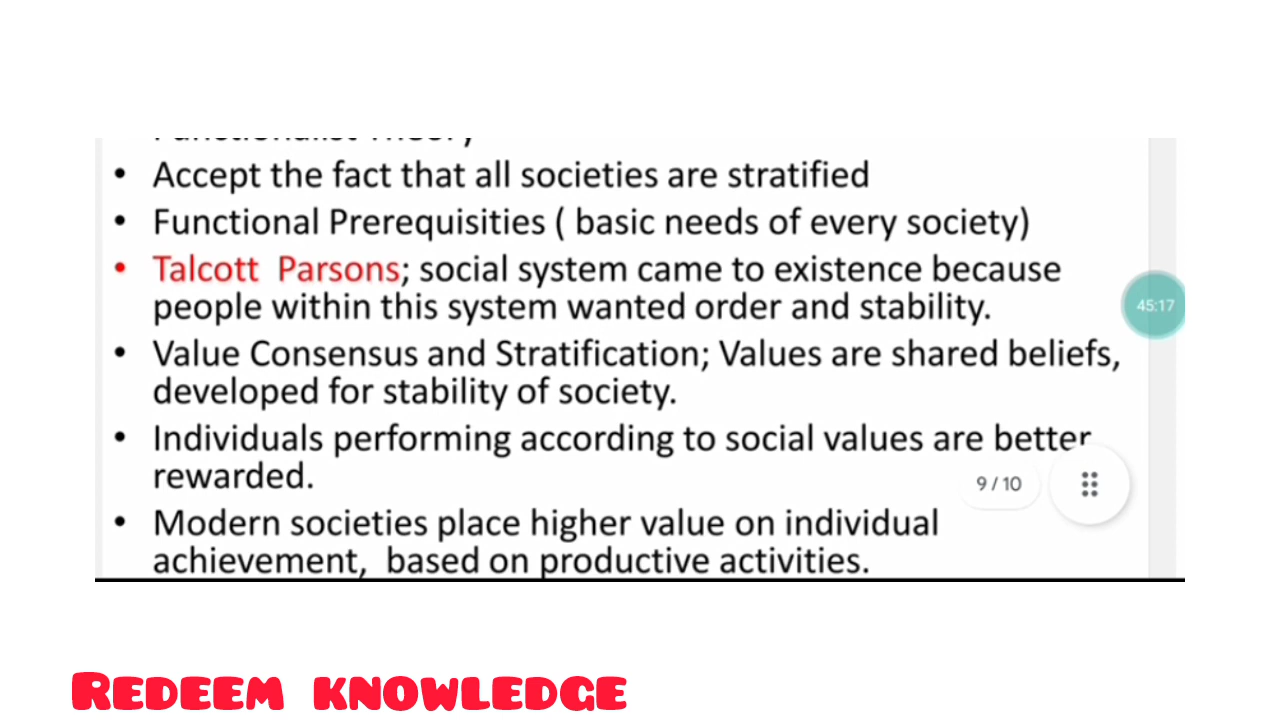 Functionalist Theory
• Accept the fact that all societies are stratified
• Functional Prerequisities ( basic needs of every society)
• Talcott Parsons; social system came to existence because
people within this system wanted order and stability.
• Value Consensus and Stratification; Values are shared beliefs,
developed for stability of society.
• Individuals performing according to social values are better
rewarded.
• Modern societies place higher value on individual
achievement, based on productive activities.
45:17
9 / 10
REDEEM KNOWLEDGE